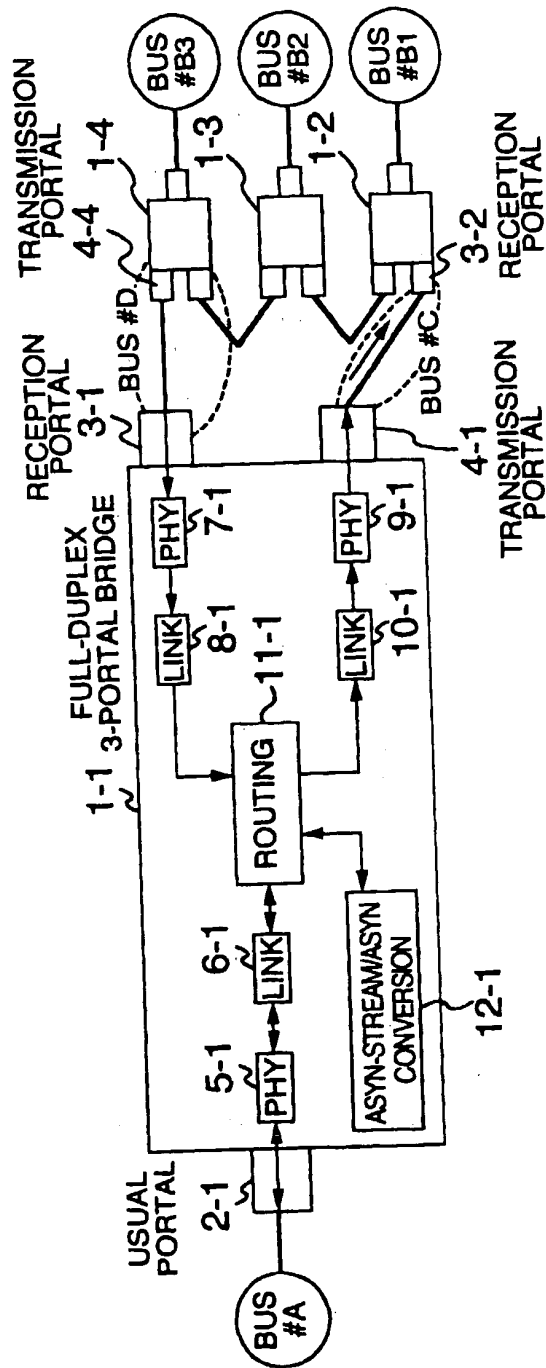 FULL-DUPLEX
3-PORTAL BRIDGE
1-1
USUAL
PORTAL
2-1
BUS
#A
5-1
PHY
6-1
LINK
ROUTING
11-1
ASYN-STREAM/ASYN
CONVERSION
12-1
LINK
8-1
PHY
7-1
RECEPTION
PORTAL
3-1
BUS #D
LINK
10-1
PHY
9-1
4-1
TRANSMISSION
PORTAL
BUS #C
TRANSMISSION
PORTAL
4-4
1-4
BUS
#B3
1-3
BUS
#B2
1-2
BUS
#B1
3-2
RECEPTION
PORTAL